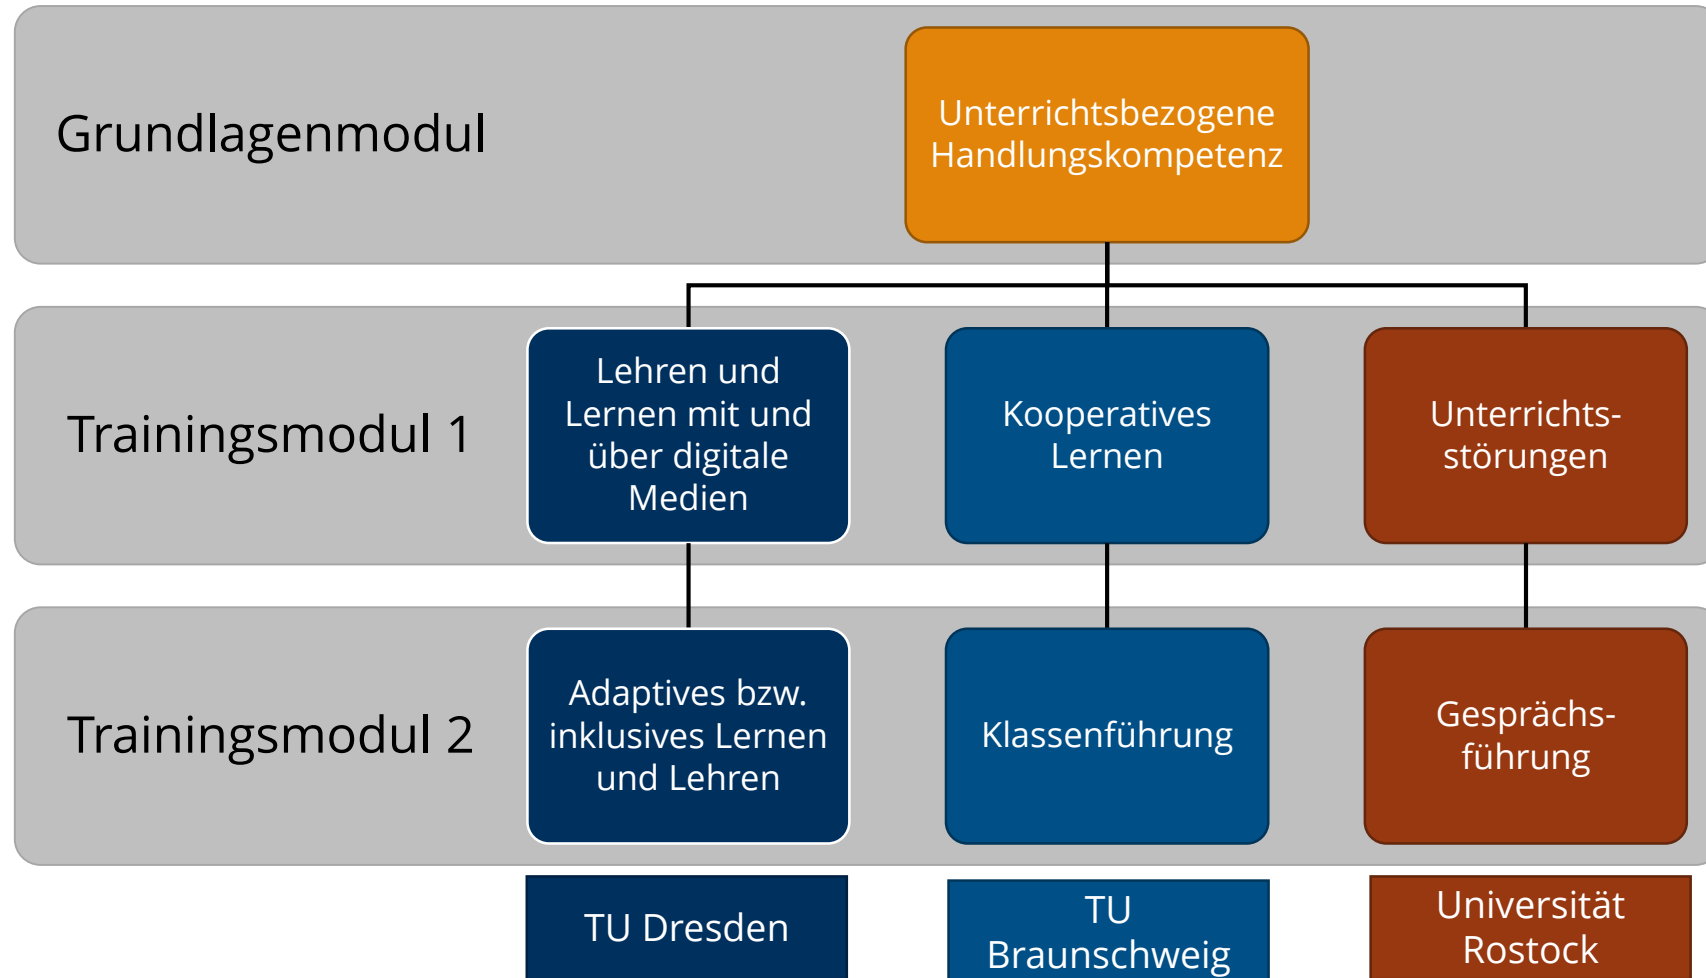 Grundlagenmodul
Unterrichtsbezogene
Handlungskompetenz
Trainingsmodul 1
Lehren und
Lernen mit und
über digitale
Medien
Kooperatives
Lernen
Unterrichts-
störungen
Trainingsmodul 2
Adaptives bzw.
inklusives Lernen
und Lehren
Klassenführung
Gesprächs-
führung
TU Dresden
TU
Braunschweig
Universität
Rostock